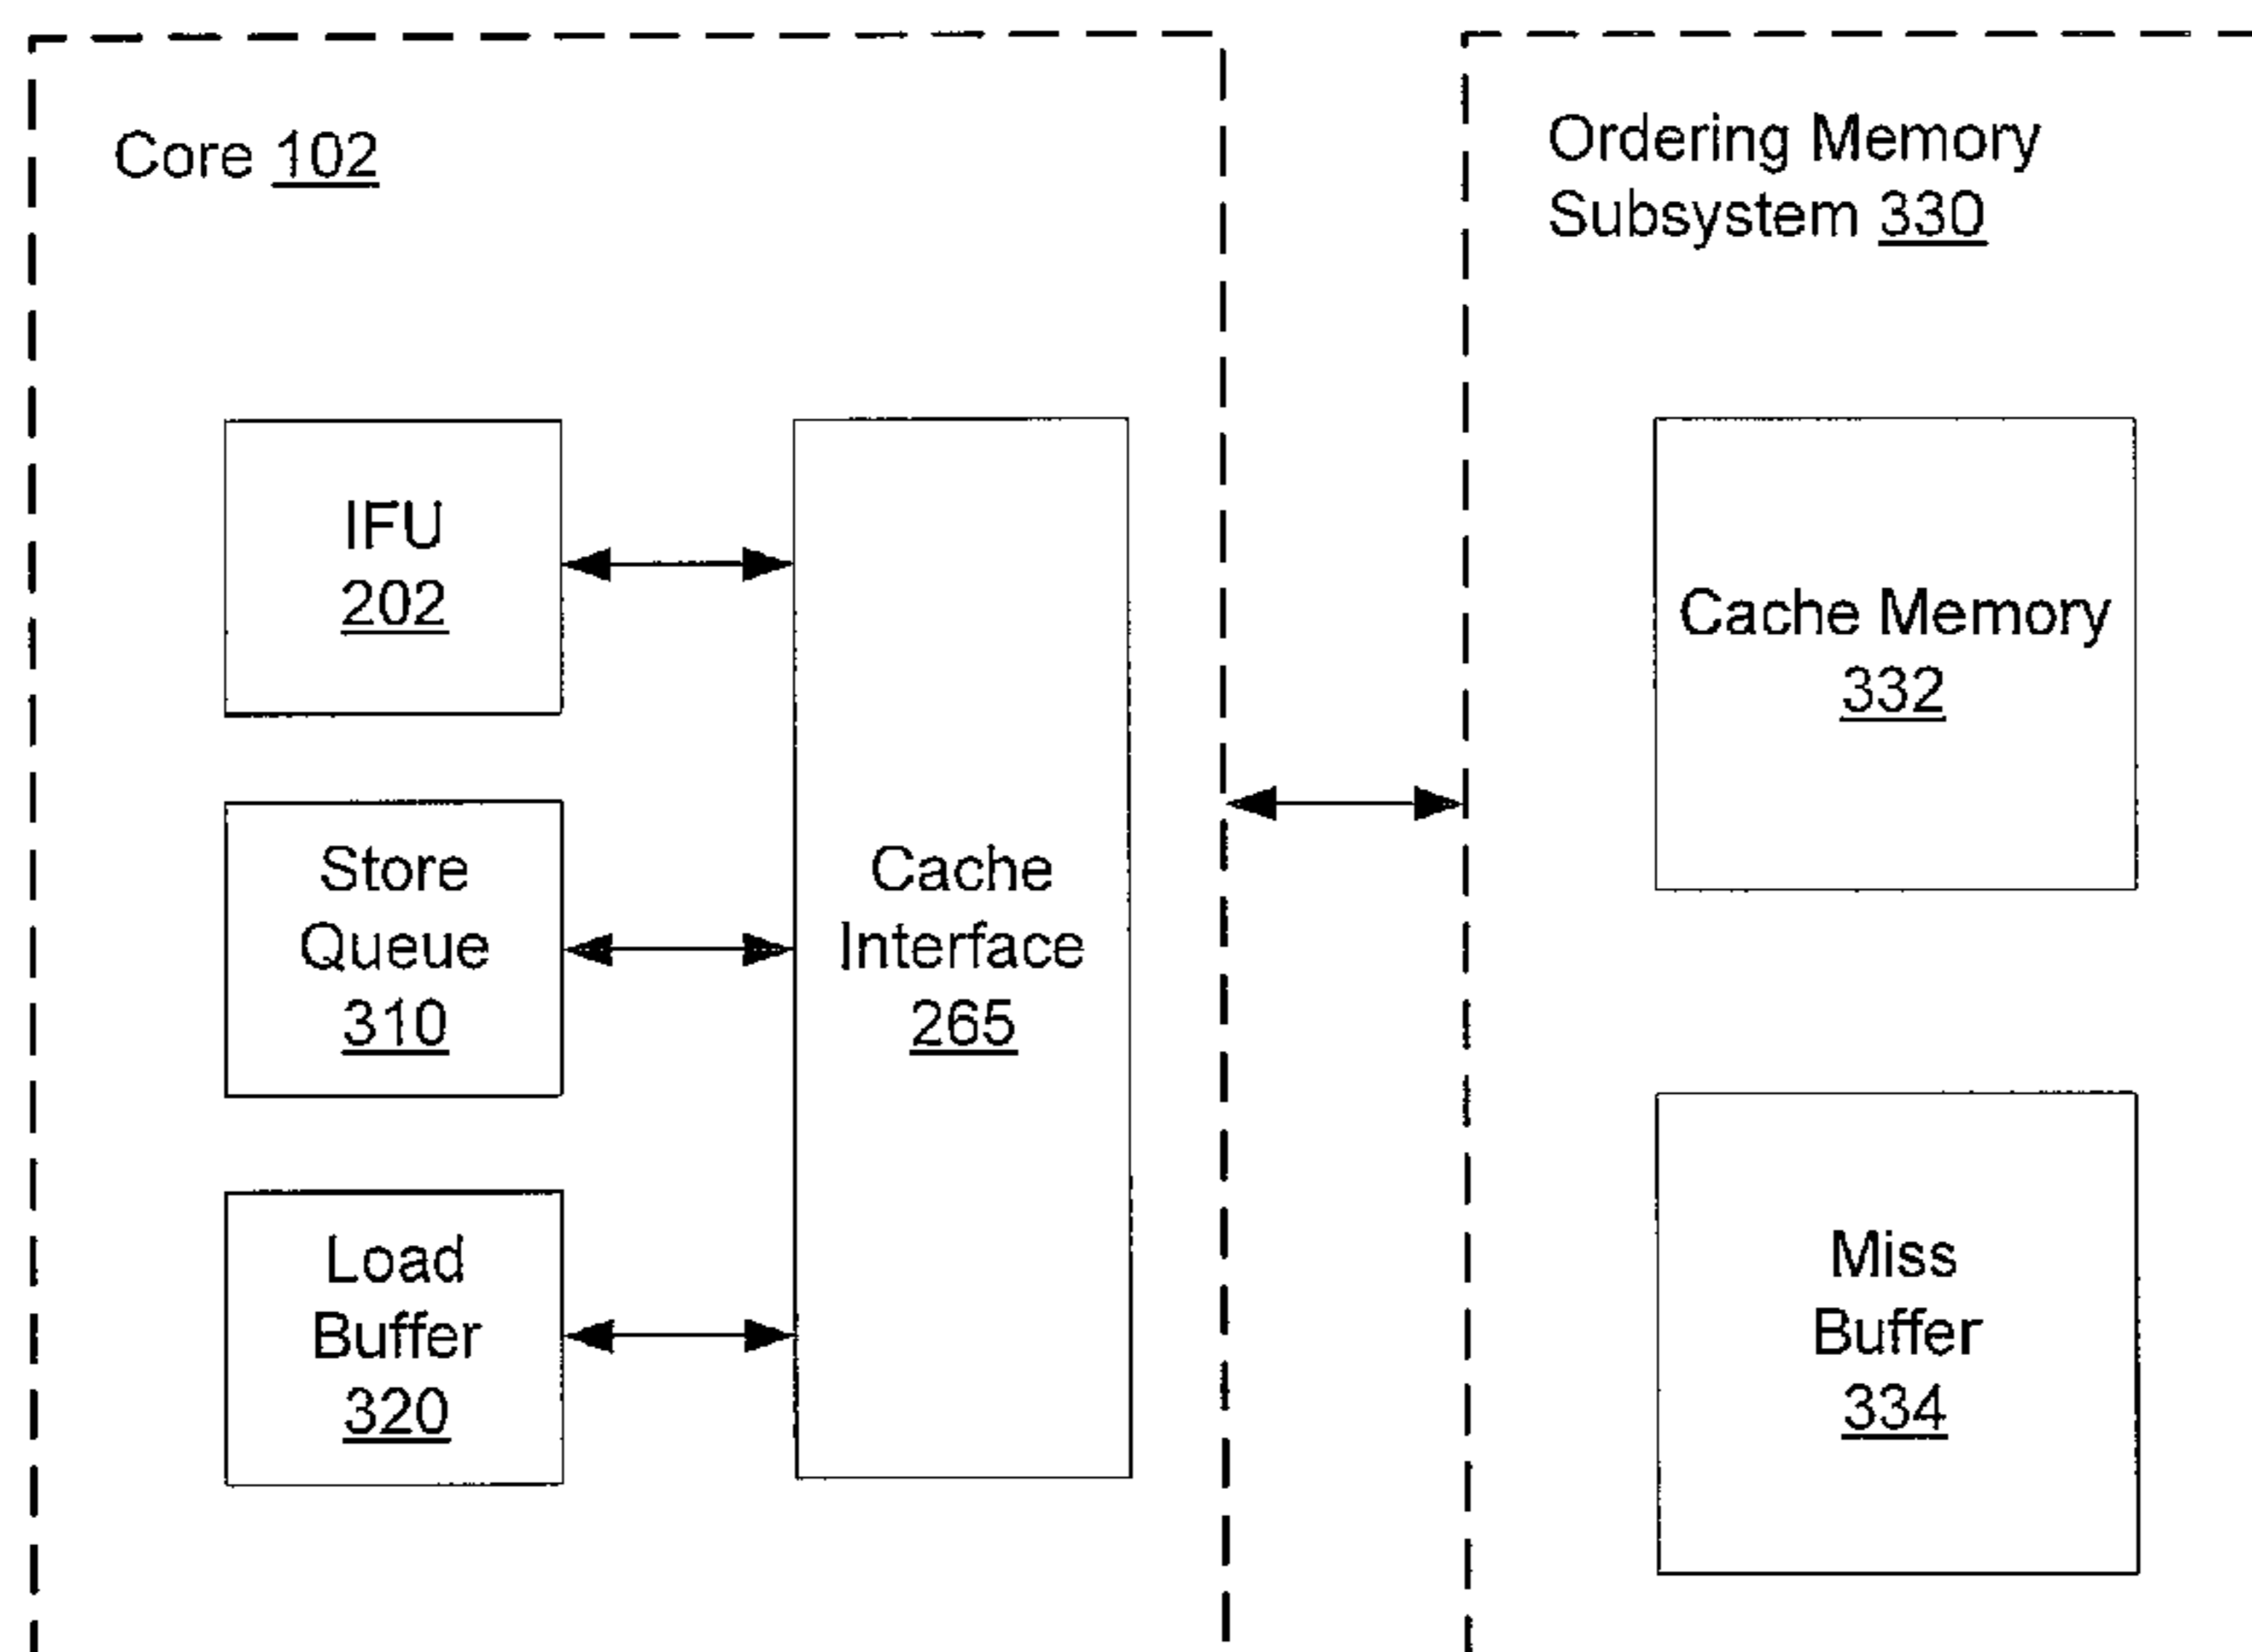 Core 102
Ordering Memory
Subsystem 330
IFU
202
Store
Queue
310
Load
Buffer
320
Cache
Interface
265
Cache Memory
332
Miss
Buffer
334